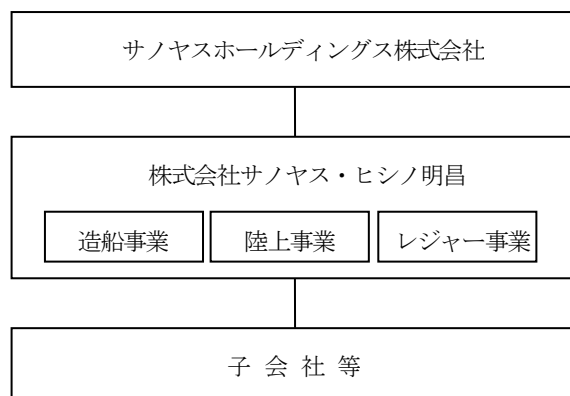 サノヤスホールディングス株式会社
株式会社サノヤス・ヒシノ明昌
造船事業 陸上事業 レジャー事業
子 会 社 等